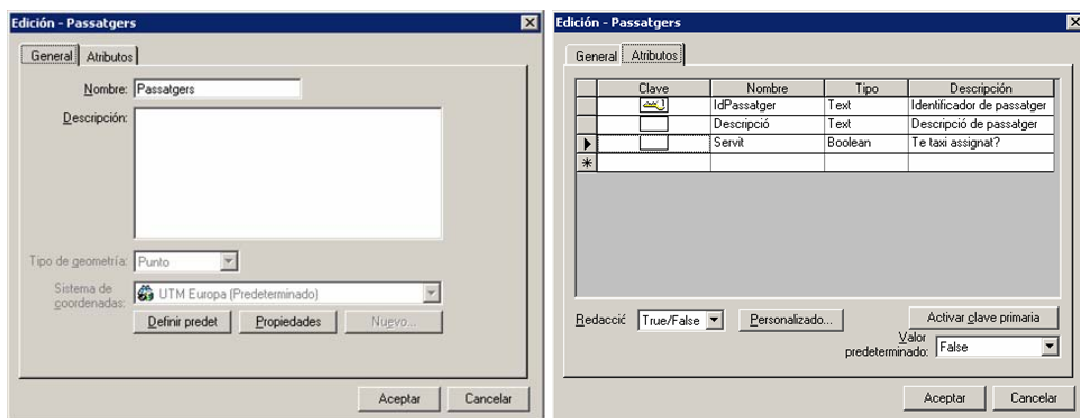 Edición - Passatgers
General Atributos
Nombre: Passatgers
Descripción:
Tipo de geometría: Punto
Sistema de coordenadas: UTM Europa (Predeterminado)
Definir predet Propiedades Nuevo...
Aceptar Cancelar
Edición - Passatgers
General Atributos
Clave Nombre Tipo Descripción
IdPassatger Text Identificador de passatger
Descripció Text Descripció de passatger
Servit Boolean Te taxi assignat?
Redacció True/False Personalizado... Activar clave primaria
Valor predeterminado: False
Aceptar Cancelar